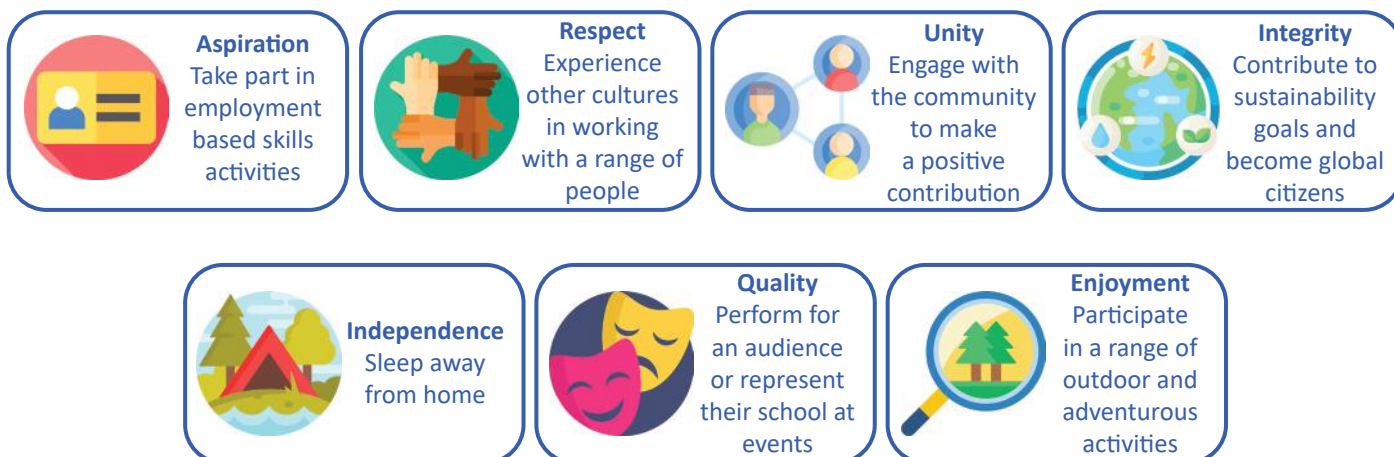 Aspiration
Take part in
employment
based skills
activities
Respect
Experience
other cultures
in working
with a range of
people
Unity
Engage with
the community
to make
a positive
contribution
Integrity
Contribute to
sustainability
goals and
become global
citizens
Independence
Sleep away
from home
Quality
Perform for
an audience
or represent
their school at
events
Enjoyment
Participate
in a range of
outdoor and
adventurous
activities